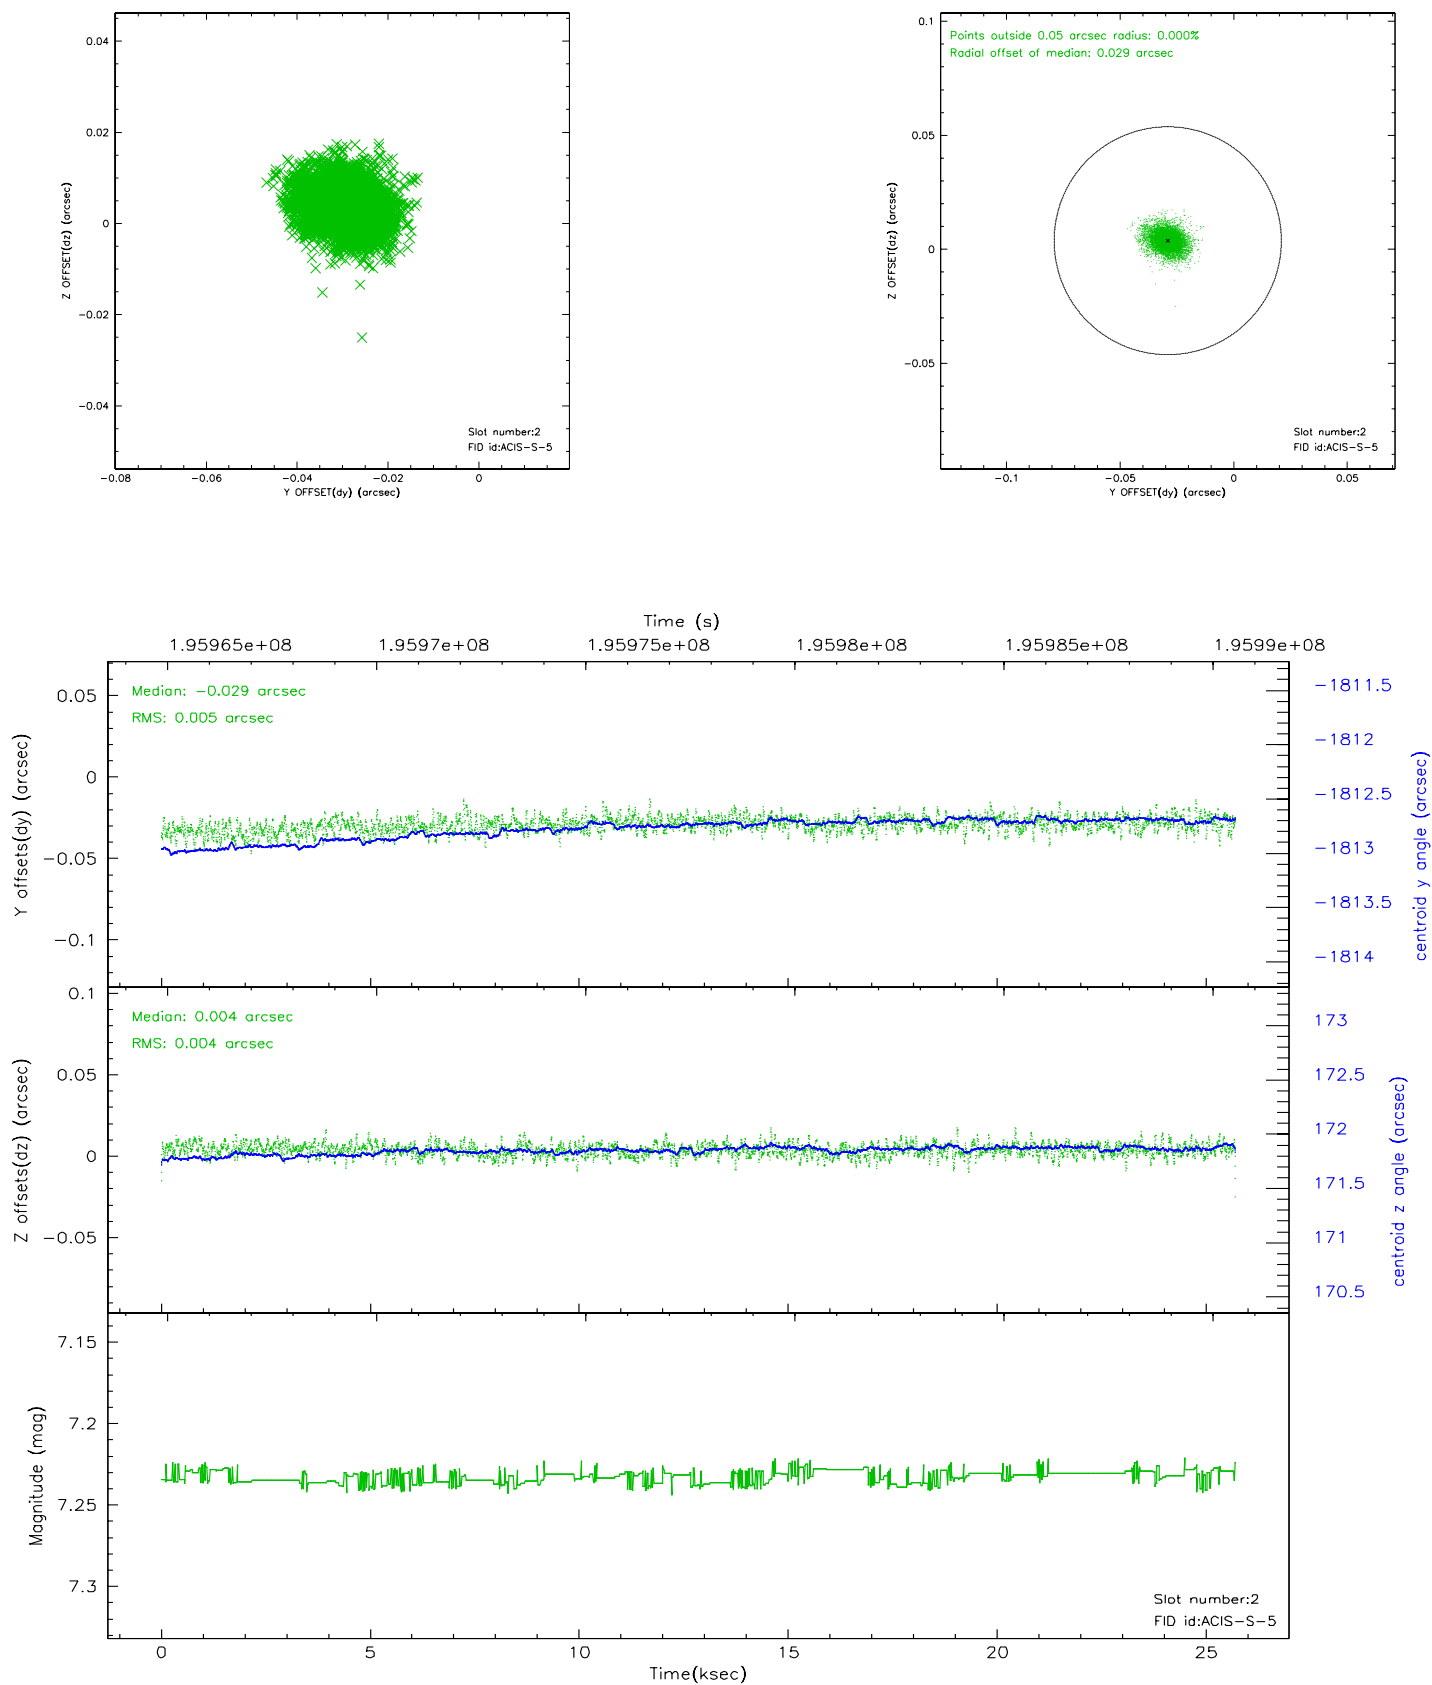 0.04
0.02
0
-0.02
-0.04
Z OFFSET(dz) (arcsec)
Slot number:2
FID id:ACIS-S-5
-0.08 -0.06 -0.04 -0.02 0
Y OFFSET(dy) (arcsec)
Points outside 0.05 arcsec radius: 0.000%
Radial offset of median: 0.029 arcsec
0.1
0.05
0
-0.05
Z OFFSET(dz) (arcsec)
Slot number:2
FID id:ACIS-S-5
-0.1 -0.05 0 0.05
Y OFFSET(dy) (arcsec)
Time (s)
1.95965e+08 1.9597e+08 1.95975e+08 1.9598e+08 1.95985e+08 1.9599e+08
Median: -0.029 arcsec
RMS: 0.005 arcsec
0.05
0
-0.05
-0.1
Y offsets(dy) (arcsec)
-1811.5
-1812
-1812.5
-1813
-1813.5
-1814
centroid y angle (arcsec)
Median: 0.004 arcsec
RMS: 0.004 arcsec
0.1
0.05
0
-0.05
Z offsets(dz) (arcsec)
173
172.5
172
171.5
171
170.5
centroid z angle (arcsec)
7.15
7.2
7.25
7.3
Magnitude (mag)
Slot number:2
FID id:ACIS-S-5
0 5 10 15 20 25
Time(ksec)